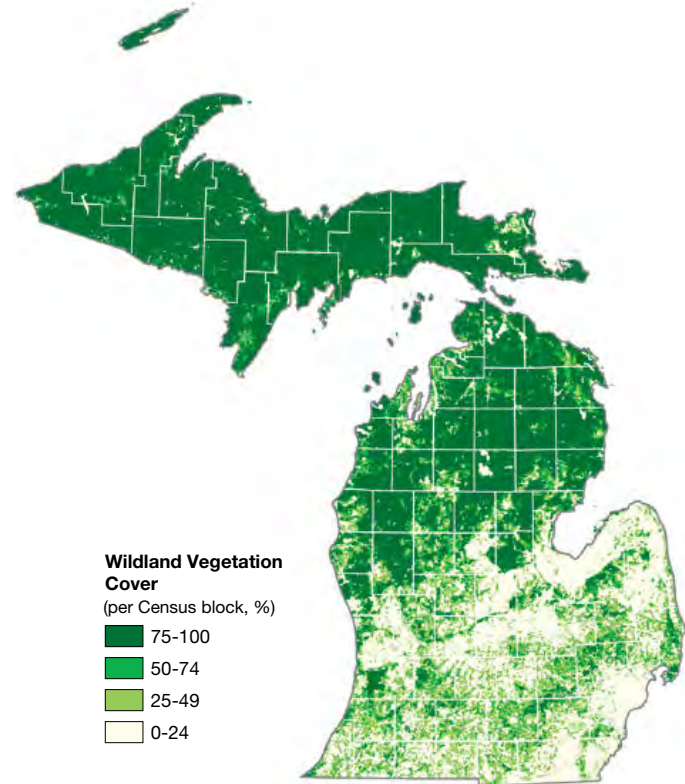 Wildland Vegetation
Cover
(per Census block, %)
75-100
50-74
25-49
0-24